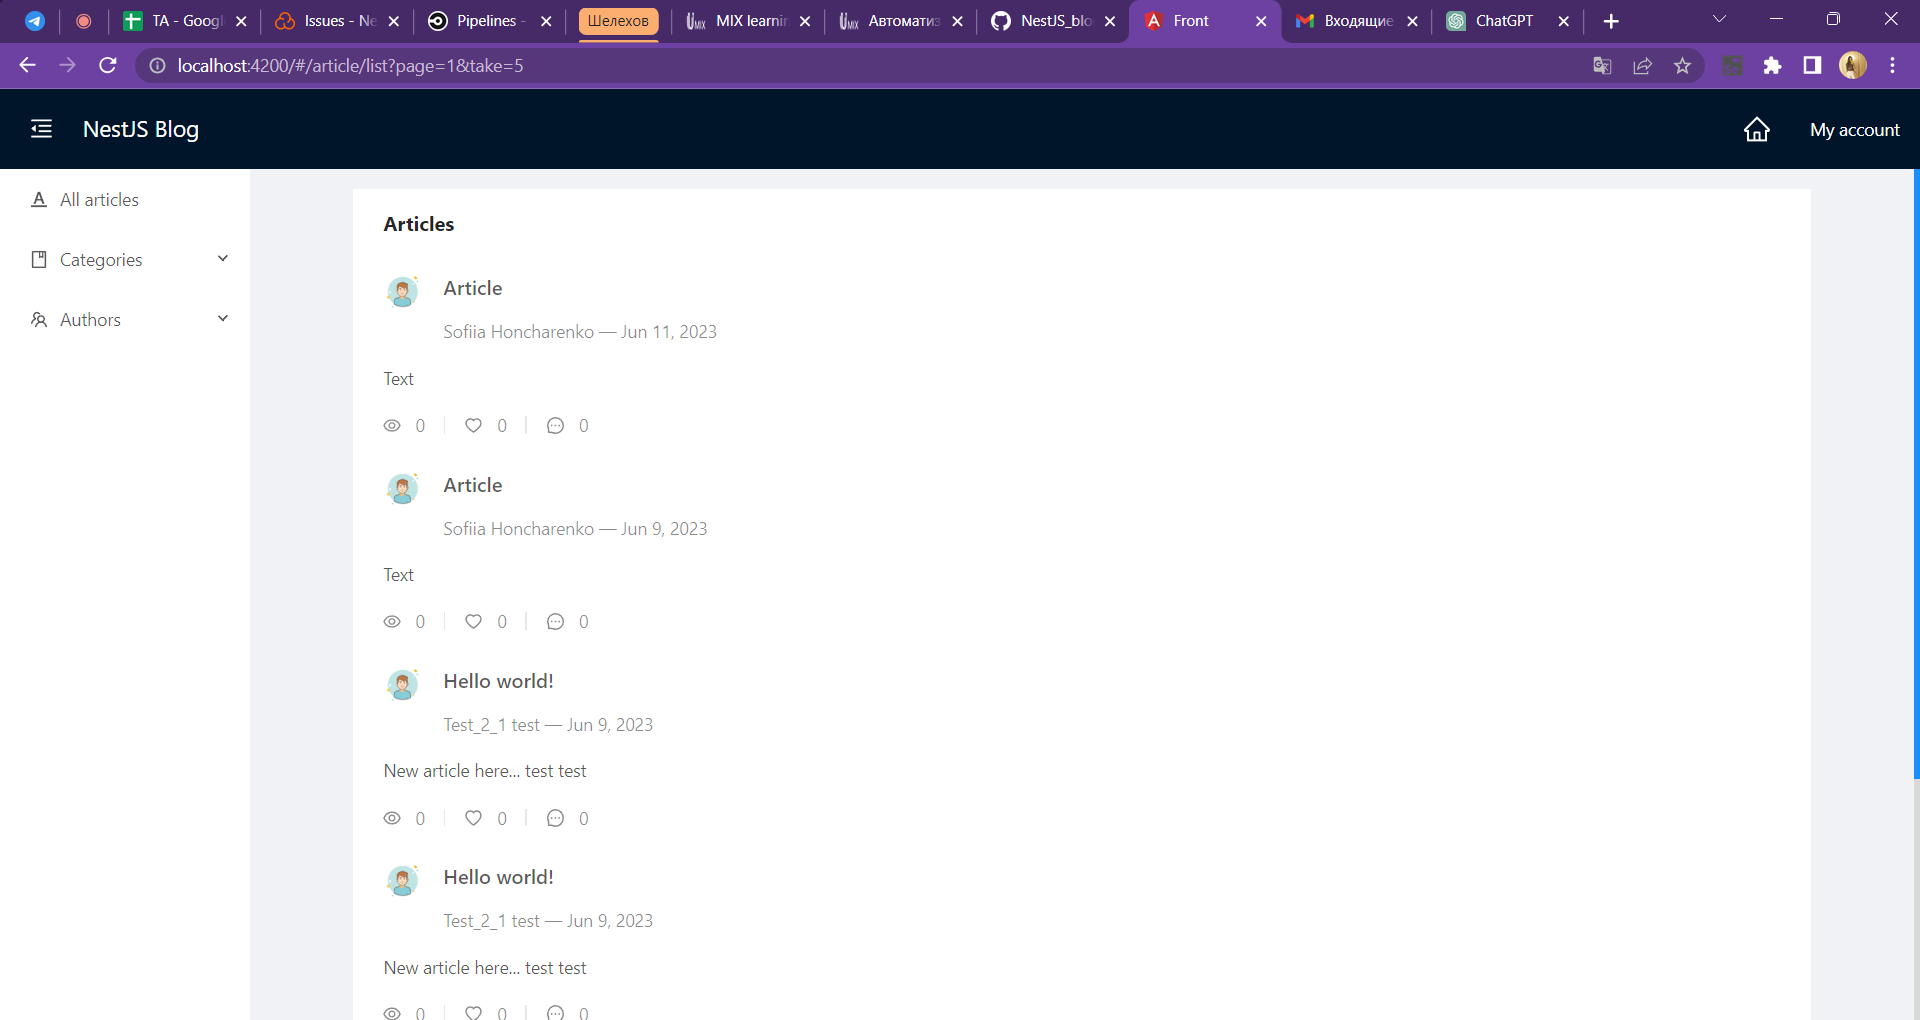 TA - Googl
Issues - Ne
Pipelines -
Шелехов
MIX learnin
Автоматиз
NestJS_blo
Front
Входящие
ChatGPT
localhost:4200/#/article/list?page=1&take=5
NestJS Blog
My account
All articles
Categories
Authors
Articles
Article
Sofiia Honcharenko — Jun 11, 2023
Text
0 0 0
Article
Sofiia Honcharenko — Jun 9, 2023
Text
0 0 0
Hello world!
Test_2_1 test — Jun 9, 2023
New article here... test test
0 0 0
Hello world!
Test_2_1 test — Jun 9, 2023
New article here... test test
0 0 0